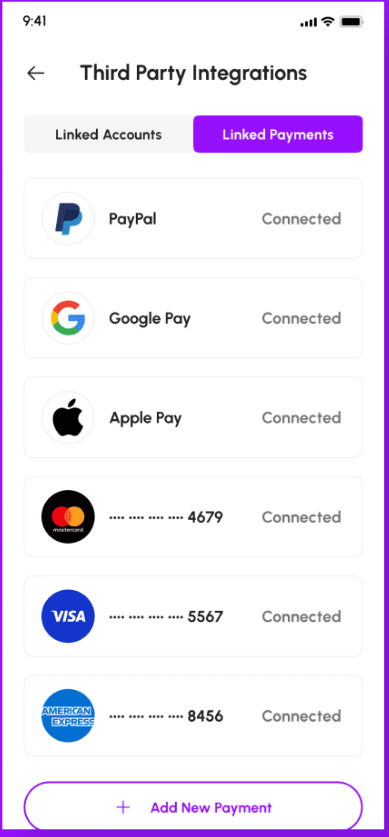 9:41
Third Party Integrations
Linked Accounts
Linked Payments
PayPal
Connected
Google Pay
Connected
Apple Pay
Connected
mastercard
•••• •••• •••• •••• 4679
Connected
VISA
•••• •••• •••• •••• 5567
Connected
AMERICAN
EXPRESS
•••• •••• •••• •••• 8456
Connected
+ Add New Payment